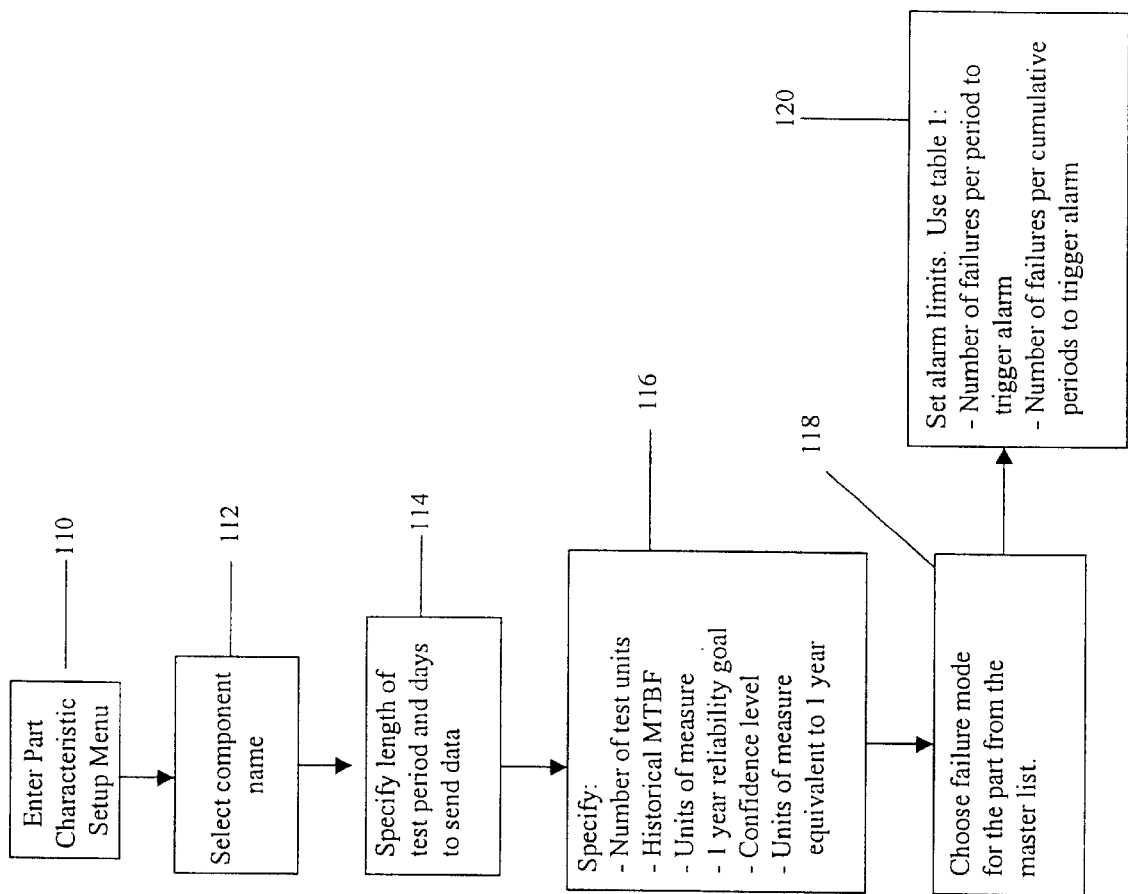 Enter Part
Characteristic
Setup Menu
110
Select component
name
112
Specify length of
test period and days
to send data
114
Specify:
- Number of test units
- Historical MTBF
- Units of measure
- 1 year reliability goal
- Confidence level
- Units of measure
equivalent to 1 year
116
Choose failure mode
for the part from the
master list.
118
Set alarm limits.  Use table 1:
- Number of failures per period to
trigger alarm
- Number of failures per cumulative
periods to trigger alarm
120